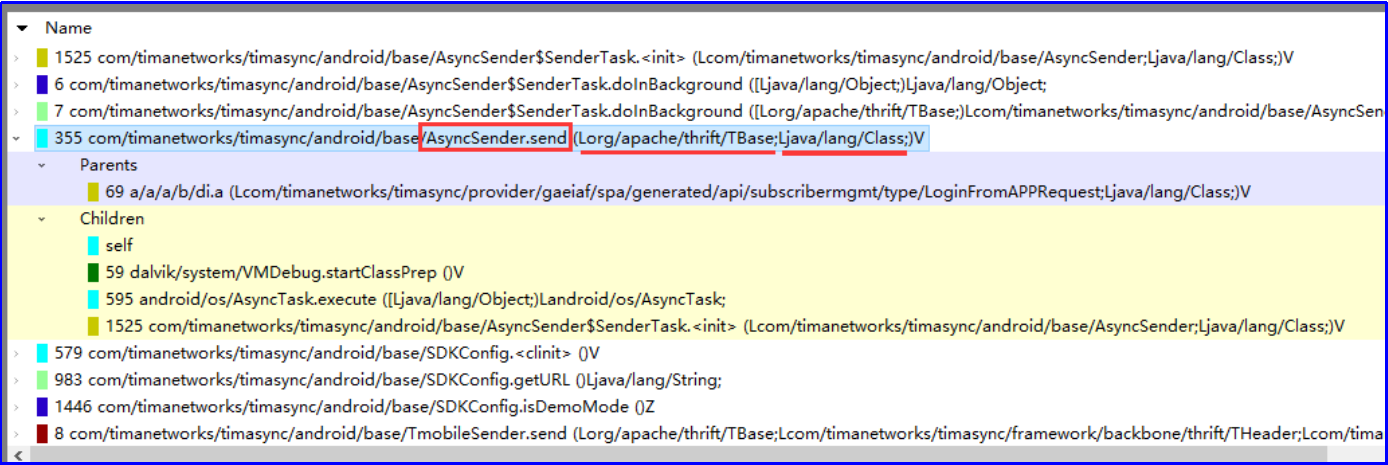 Name
1525 com/timanetworks/timasync/android/base/AsyncSender$SenderTask.<init> (Lcom/timanetworks/timasync/android/base/AsyncSender;Ljava/lang/Class;)V
6 com/timanetworks/timasync/android/base/AsyncSender$SenderTask.doInBackground ([Ljava/lang/Object;)Ljava/lang/Object;
7 com/timanetworks/timasync/android/base/AsyncSender$SenderTask.doInBackground ([Lorg/apache/thrift/TBase;)Lcom/timanetworks/timasync/android/base/AsyncSen
355 com/timanetworks/timasync/android/base/AsyncSender.send (Lorg/apache/thrift/TBase;Ljava/lang/Class;)V
Parents
69 a/a/a/b/di.a (Lcom/timanetworks/timasync/provider/gaeiaf/spa/generated/api/subscribermgmt/type/LoginFromAPPRequest;Ljava/lang/Class;)V
Children
self
59 dalvik/system/VMDebug.startClassPrep ()V
595 android/os/AsyncTask.execute ([Ljava/lang/Object;)Landroid/os/AsyncTask;
1525 com/timanetworks/timasync/android/base/AsyncSender$SenderTask.<init> (Lcom/timanetworks/timasync/android/base/AsyncSender;Ljava/lang/Class;)V
579 com/timanetworks/timasync/android/base/SDKConfig.<clinit> ()V
983 com/timanetworks/timasync/android/base/SDKConfig.getURL ()Ljava/lang/String;
1446 com/timanetworks/timasync/android/base/SDKConfig.isDemoMode ()Z
8 com/timanetworks/timasync/android/base/TmobileSender.send (Lorg/apache/thrift/TBase;Lcom/timanetworks/timasync/framework/backbone/thrift/THeader;Lcom/tima